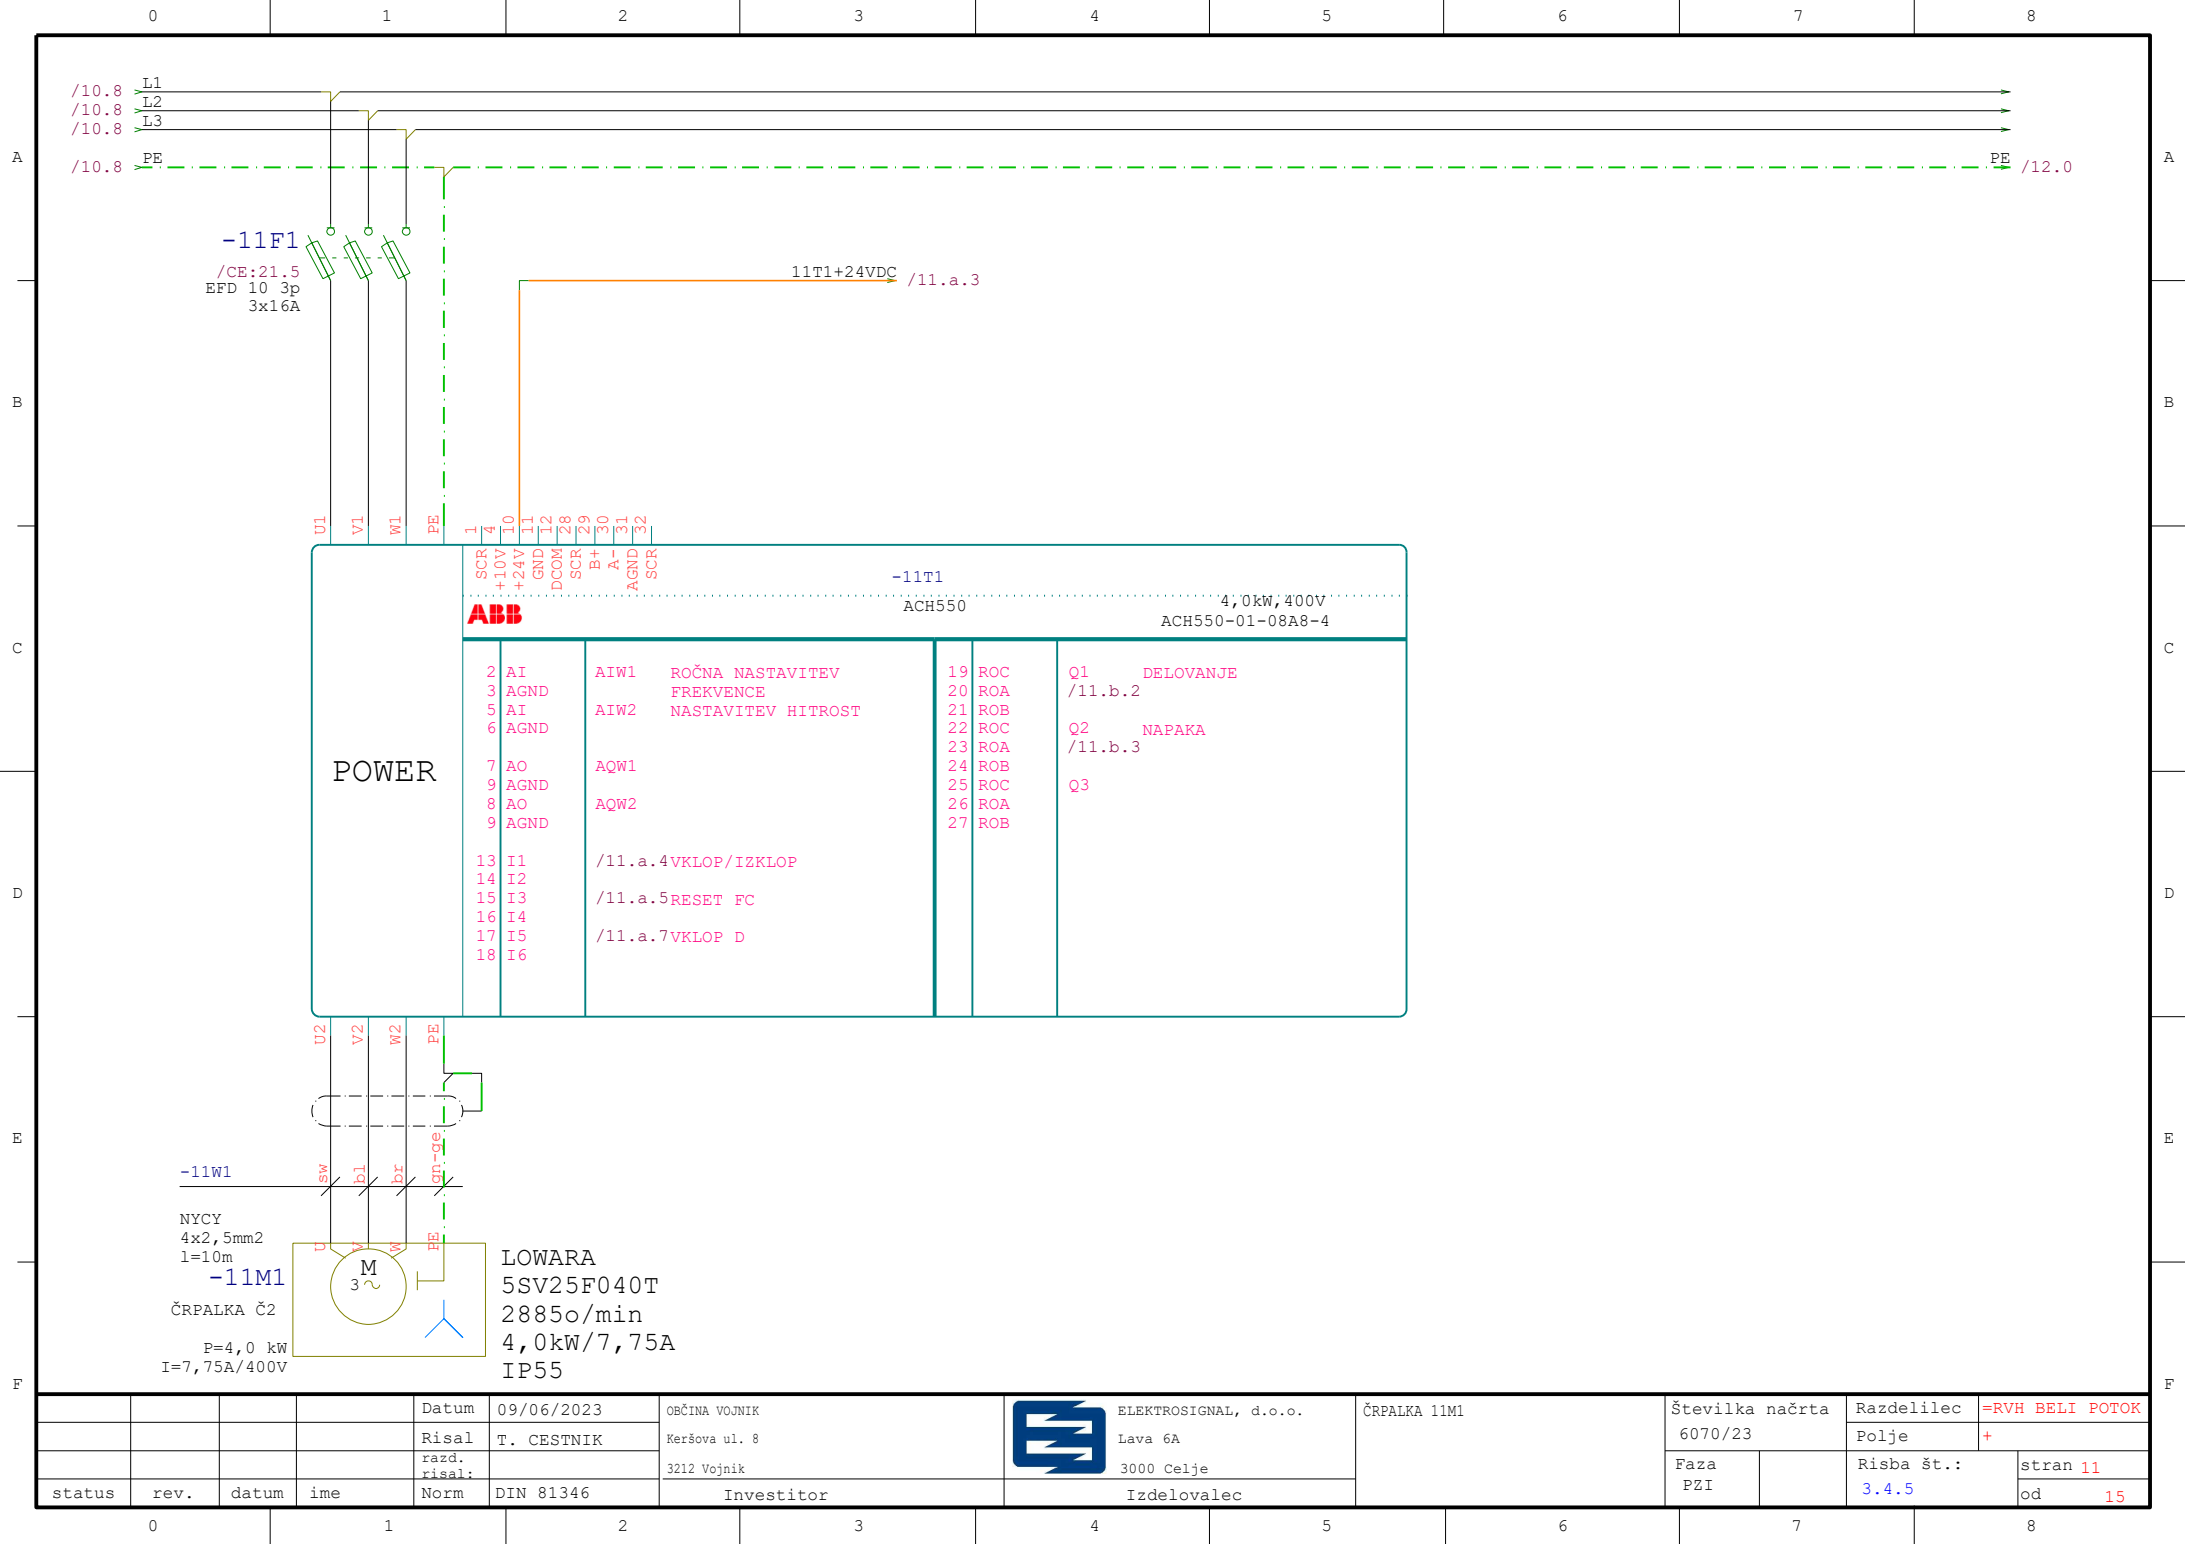 0 1 2 3 4 5 6 7 8
/10.8 L1
/10.8 L2
/10.8 L3
A A
/10.8 PE PE /12.0
-11F1
/CE:21.5
EFD 10 3p
3x16A
11T1+24VDC /11.a.3
B B
U1 V1 W1 PE 1 4 10 11 12 28 29 30 31 32
SCR +10V +24V GND DCOM SCR B+ A- AGND SCR
-11T1
ABB ACH550 4,0kW,400V
ACH550-01-08A8-4
C C
2 AI AIW1 ROČNA NASTAVITEV 19 ROC Q1 DELOVANJE
3 AGND FREKVENCE 20 ROA /11.b.2
5 AI AIW2 NASTAVITEV HITROST 21 ROB
6 AGND 22 ROC Q2 NAPAKA
23 ROA /11.b.3
7 AO AQW1 24 ROB
POWER
9 AGND 25 ROC Q3
8 AO AQW2 26 ROA
9 AGND 27 ROB
13 I1 /11.a.4 VKLOP/IZKLOP
14 I2
D D
15 I3 /11.a.5 RESET FC
16 I4
17 I5 /11.a.7 VKLOP D
18 I6
U2 V2 W2 PE
E E
-11W1 sw bl br gn-ge
NYCY
4x2,5mm2
l=10m
U V W PE
-11M1
M
3
ČRPALKA Č2
P=4,0 kW
I=7,75A/400V
LOWARA
5SV25F040T
2885o/min
4,0kW/7,75A
IP55
F F
Datum 09/06/2023
Risal T. CESTNIK
razd.
risal:
status rev. datum ime Norm DIN 81346
OBČINA VOJNIK
Keršova ul. 8
3212 Vojnik
Investitor
ELEKTROSIGNAL, d.o.o.
Lava 6A
3000 Celje
Izdelovalec
ČRPALKA 11M1
Številka načrta
6070/23
Faza
PZI
Razdelilec =RVH BELI POTOK
Polje +
Risba št.:
3.4.5
stran 11
od 15
0 1 2 3 4 5 6 7 8